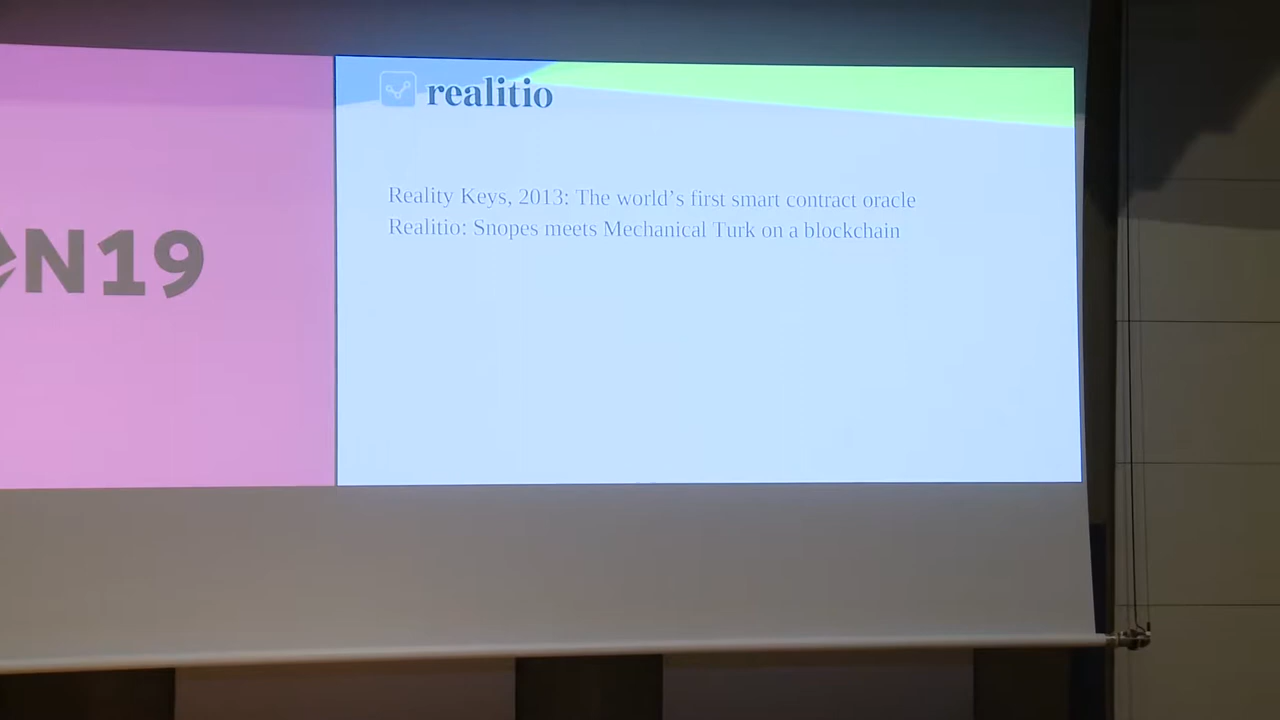 N19
realitio
Reality Keys, 2013: The world's first smart contract oracle
Realitio: Snopes meets Mechanical Turk on a blockchain